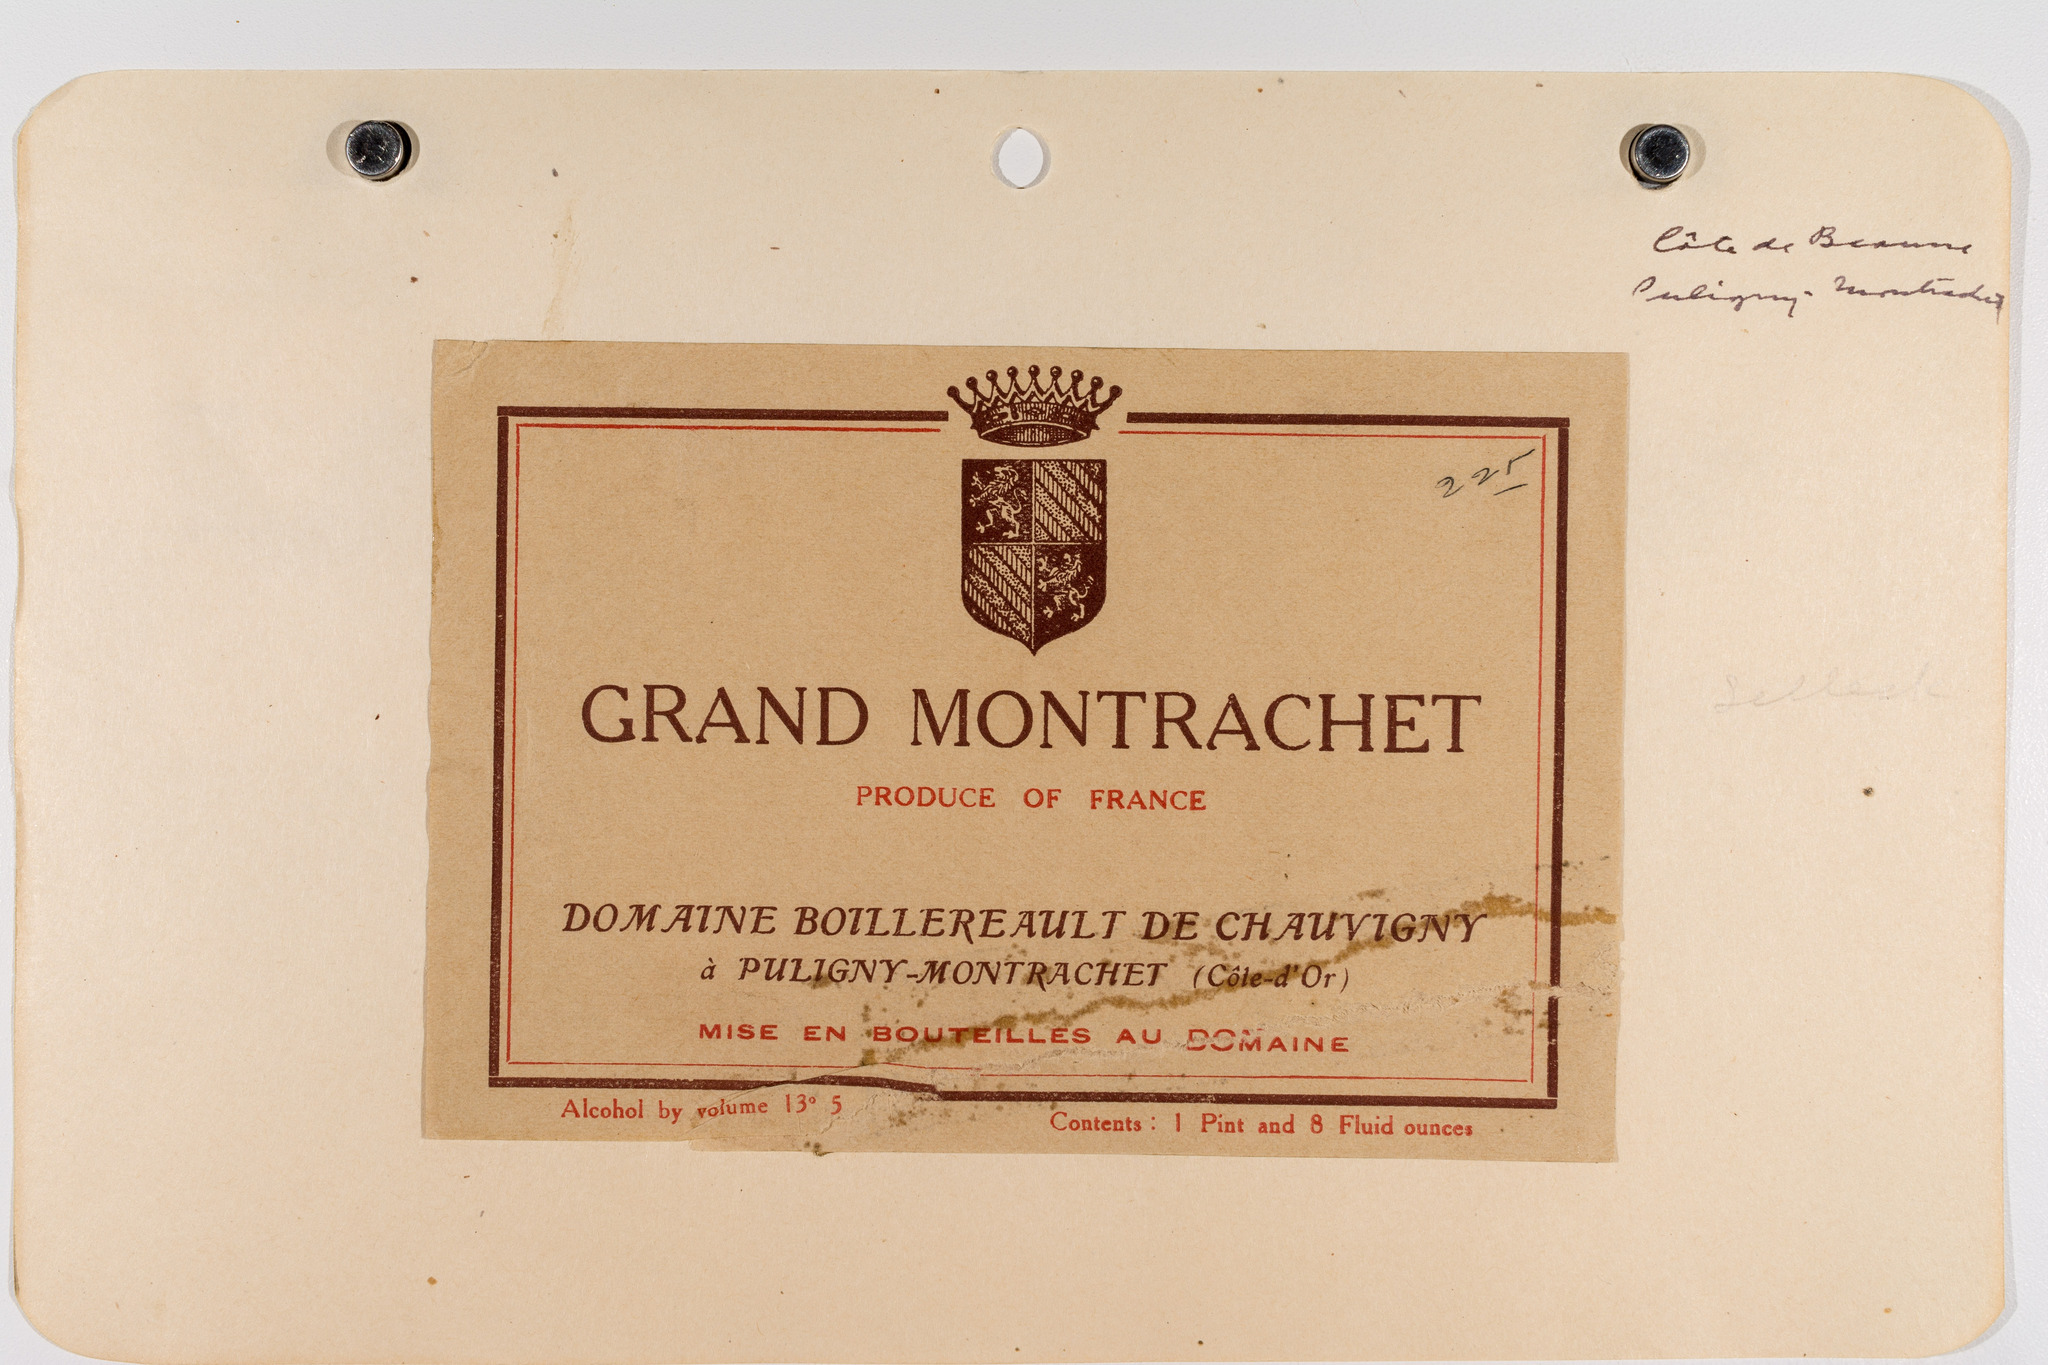 Côte de Beaune
Puligny-Montrachet
225
GRAND MONTRACHET
PRODUCE OF FRANCE
DOMAINE BOILLEREAULT DE CHAUVIGNY
à PULIGNY-MONTRACHET (Côte-d'Or)
MISE EN BOUTEILLES AU DOMAINE
Alcohol by volume 13° 5
Contents : 1 Pint and 8 Fluid ounces